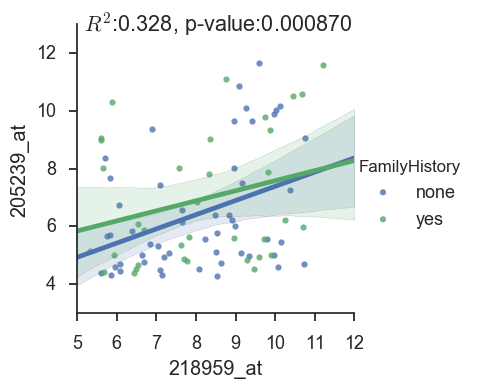 R²:0.328, p-value:0.000870
12
10
8
6
4
205239_at
5 6 7 8 9 10 11 12
218959_at
FamilyHistory
none
yes